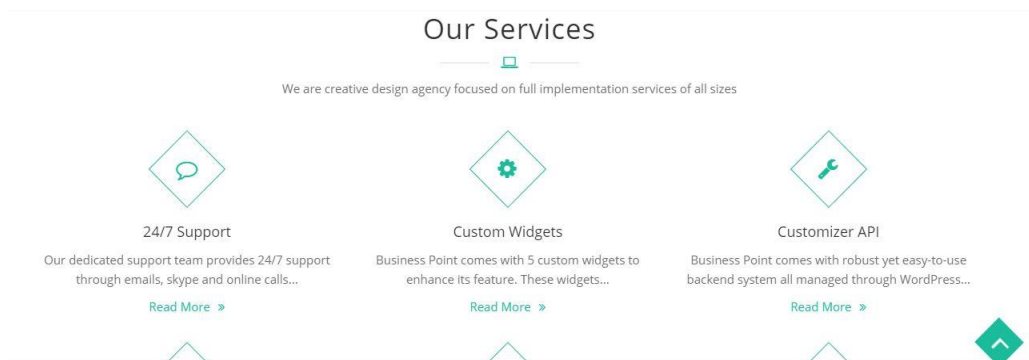 Our Services
We are creative design agency focused on full implementation services of all sizes
24/7 Support
Our dedicated support team provides 24/7 support
through emails, skype and online calls...
Read More »
Custom Widgets
Business Point comes with 5 custom widgets to
enhance its feature. These widgets...
Read More »
Customizer API
Business Point comes with robust yet easy-to-use
backend system all managed through WordPress...
Read More »